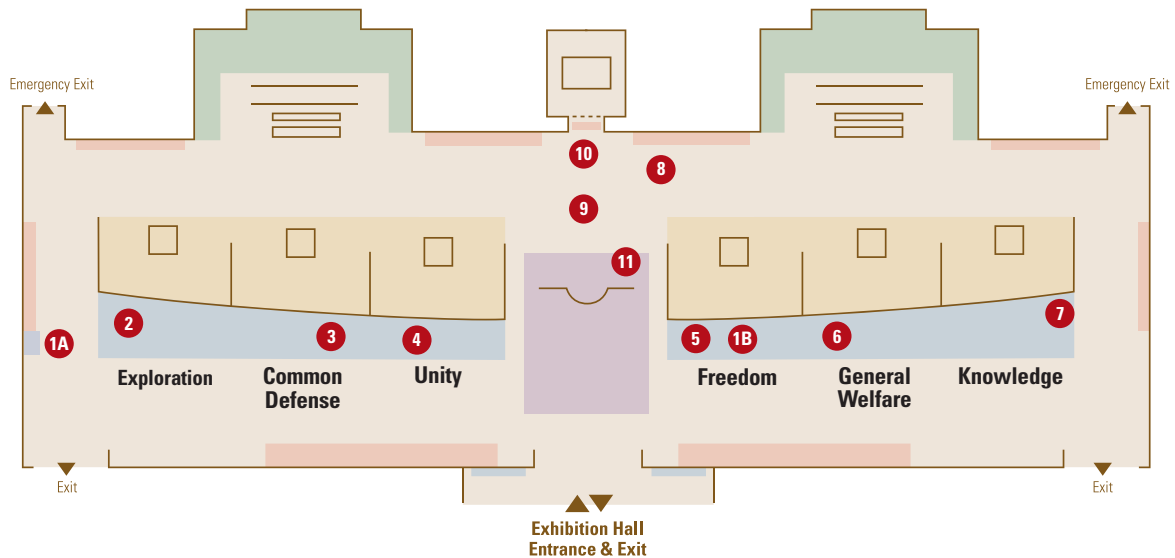 Emergency Exit
Emergency Exit
10
8
9
11
2
3
4
1A
5
1B
6
7
Exploration
Common
Defense
Unity
Freedom
General
Welfare
Knowledge
Exit
Exit
Exhibition Hall
Entrance & Exit